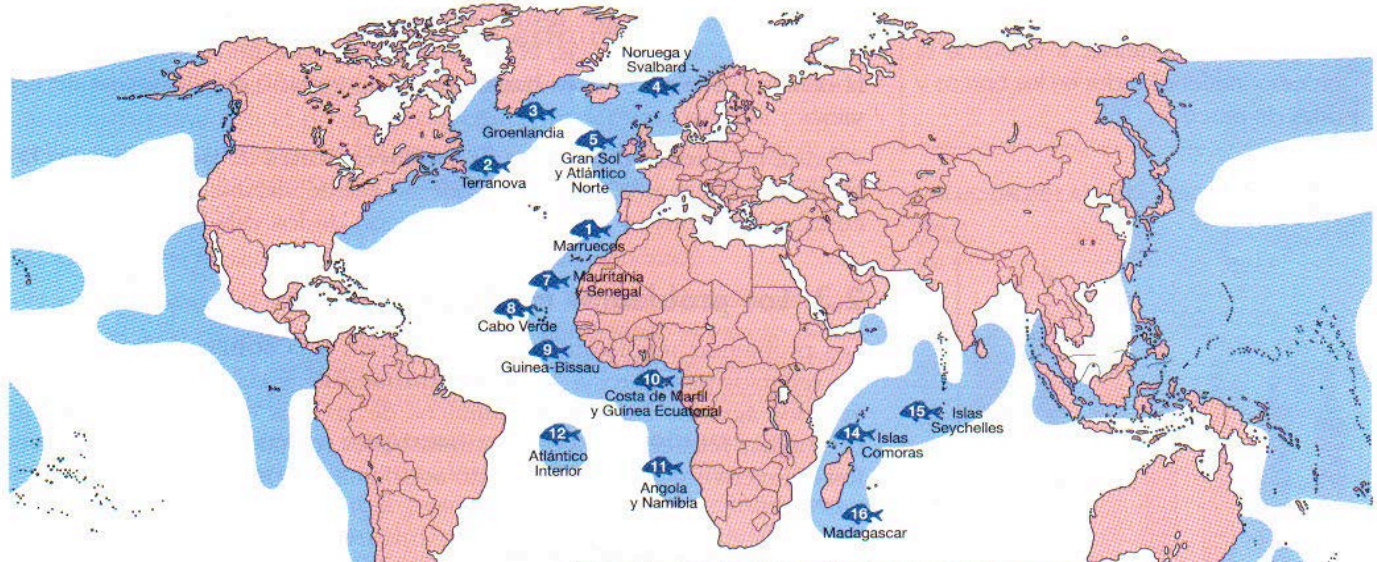 Noruega y
Svalbard
4
3
Groenlandia
5
Gran Sol
y Atlántico
Norte
2
Terranova
1
Marruecos
7
Mauritania
y Senegal
8
Cabo Verde
9
Guinea-Bissau
10
Costa de Martil
y Guinea Ecuatorial
15
Islas
Seychelles
12
Atlántico
Interior
14
Islas
Comoras
11
Angola
y Namibia
16
Madagascar